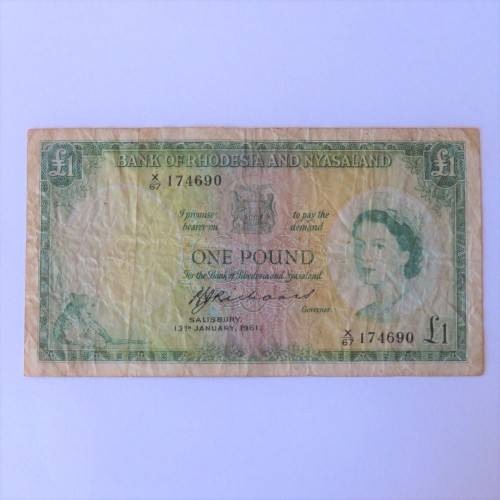 £1 £1
BANK OF RHODESIA AND NYASALAND
X/67 174690
I promise to pay the
bearer on demand
ONE POUND
For the Bank of Rhodesia and Nyasaland.
Governor
SALISBURY,
13TH JANUARY, 1961.
X/67 174690 £1